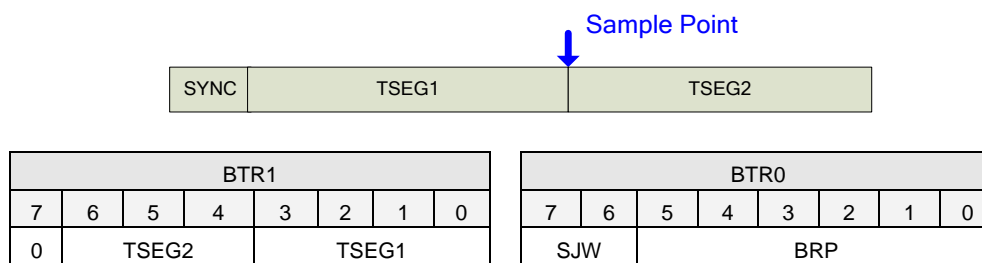 Sample Point
SYNC TSEG1 TSEG2
BTR1 BTR0
7 6 5 4 3 2 1 0 7 6 5 4 3 2 1 0
0 TSEG2 TSEG1 SJW BRP